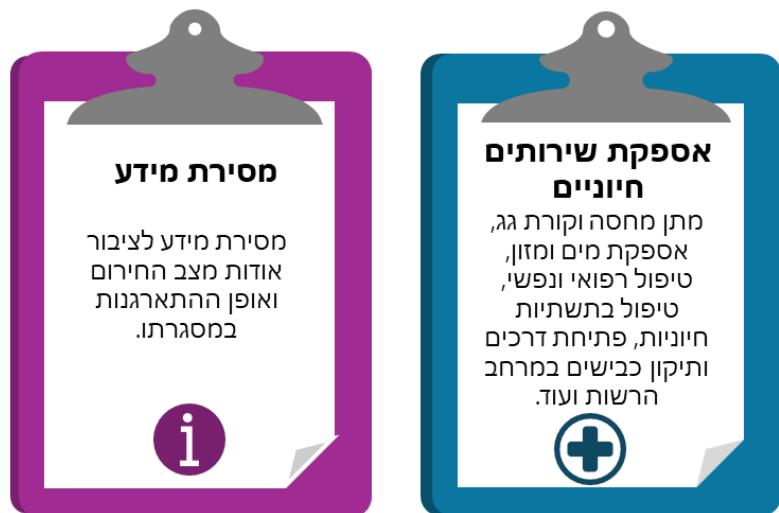 אספקת שירותים
חיוניים
מתן מחסה וקורת גג,
אספקת מים ומזון,
טיפול רפואי ונפשי,
טיפול בתשתיות
חיוניות, פתיחת דרכים
ותיקון כבישים במרחב
הרשות ועוד.
מסירת מידע
מסירת מידע לציבור
אודות מצב החירום
ואופן ההתארגנות
במסגרתו.
i